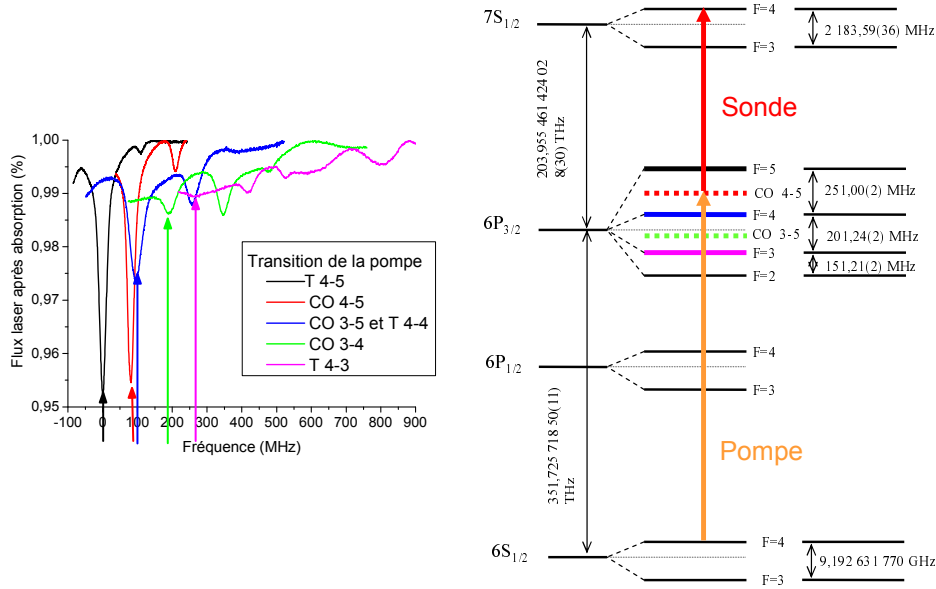 Flux laser après absorption (%)
1,00
0,99
0,98
0,97
0,96
0,95
-100 0 100 200 300 400 500 600 700 800 900
Fréquence (MHz)
Transition de la pompe
T 4-5
CO 4-5
CO 3-5 et T 4-4
CO 3-4
T 4-3
7S1/2
F=4
F=3
2 183,59(36) MHz
203,955 461 424 02
8(30) THz
Sonde
6P3/2
F=5
CO 4-5
F=4
CO 3-5
F=3
F=2
251,00(2) MHz
201,24(2) MHz
151,21(2) MHz
6P1/2
F=4
F=3
351,725 718 50(11)
THz
Pompe
6S1/2
F=4
F=3
9,192 631 770 GHz